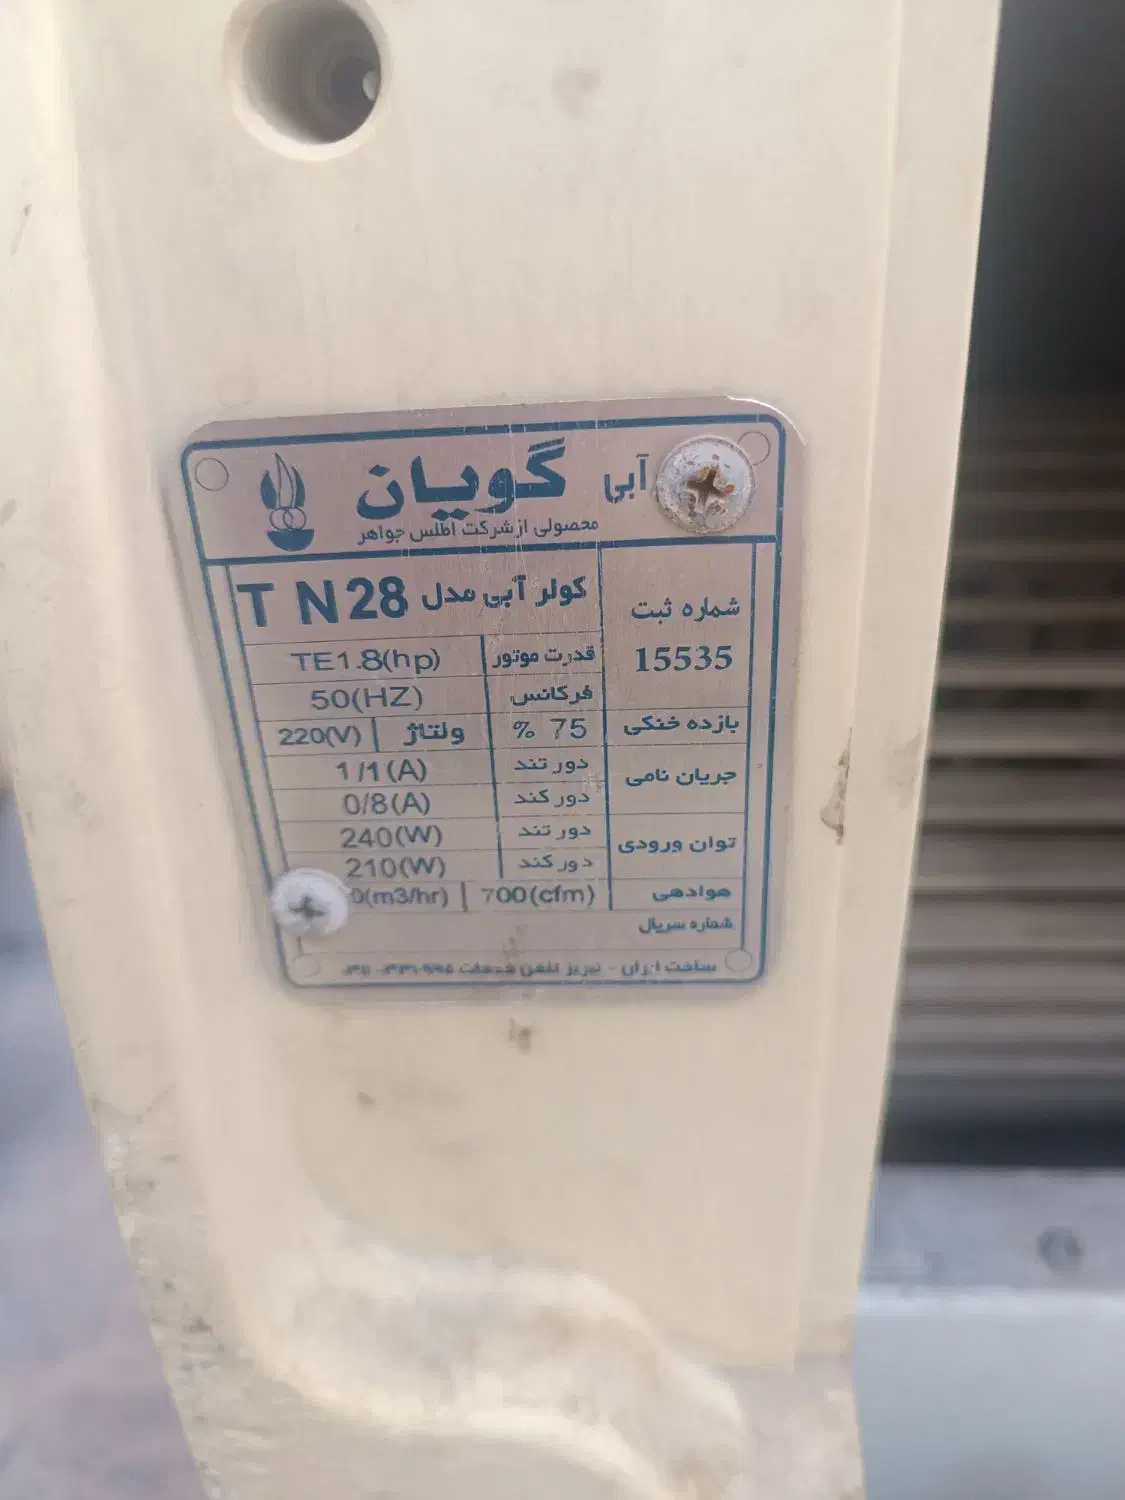 آبی گویان
محصولی از شرکت اطلس جواهر
شماره ثبت
15535
کولر آبی مدل TN28
قدرت موتور TE1.8(hp)
فرکانس 50(HZ)
بازده خنکی 75 % ولتاژ 220(V)
جریان نامی
دور تند 1/1(A)
دور کند 0/8(A)
توان ورودی
دور تند 240(W)
دور کند 210(W)
هوادهی 700(cfm) 0(m3/hr)
شماره سریال
ساخت ایران - تبریز تلفن خدمات